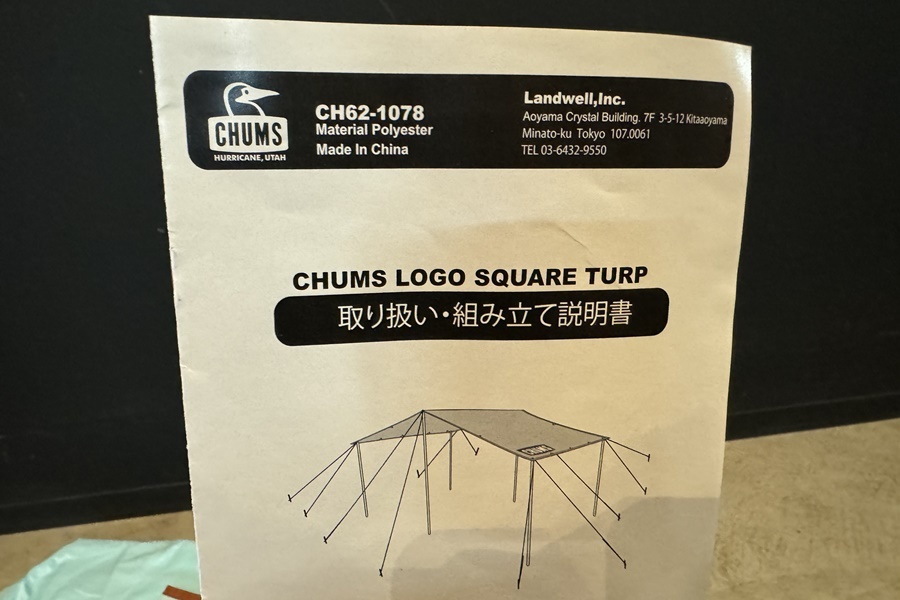 CHUMS
HURRICANE, UTAH
CH62-1078
Material Polyester
Made In China
Landwell,Inc.
Aoyama Crystal Building. 7F 3-5-12 Kitaaoyama
Minato-ku Tokyo 107.0061
TEL 03-6432-9550
CHUMS LOGO SQUARE TURP
取り扱い・組み立て説明書
CHUMS